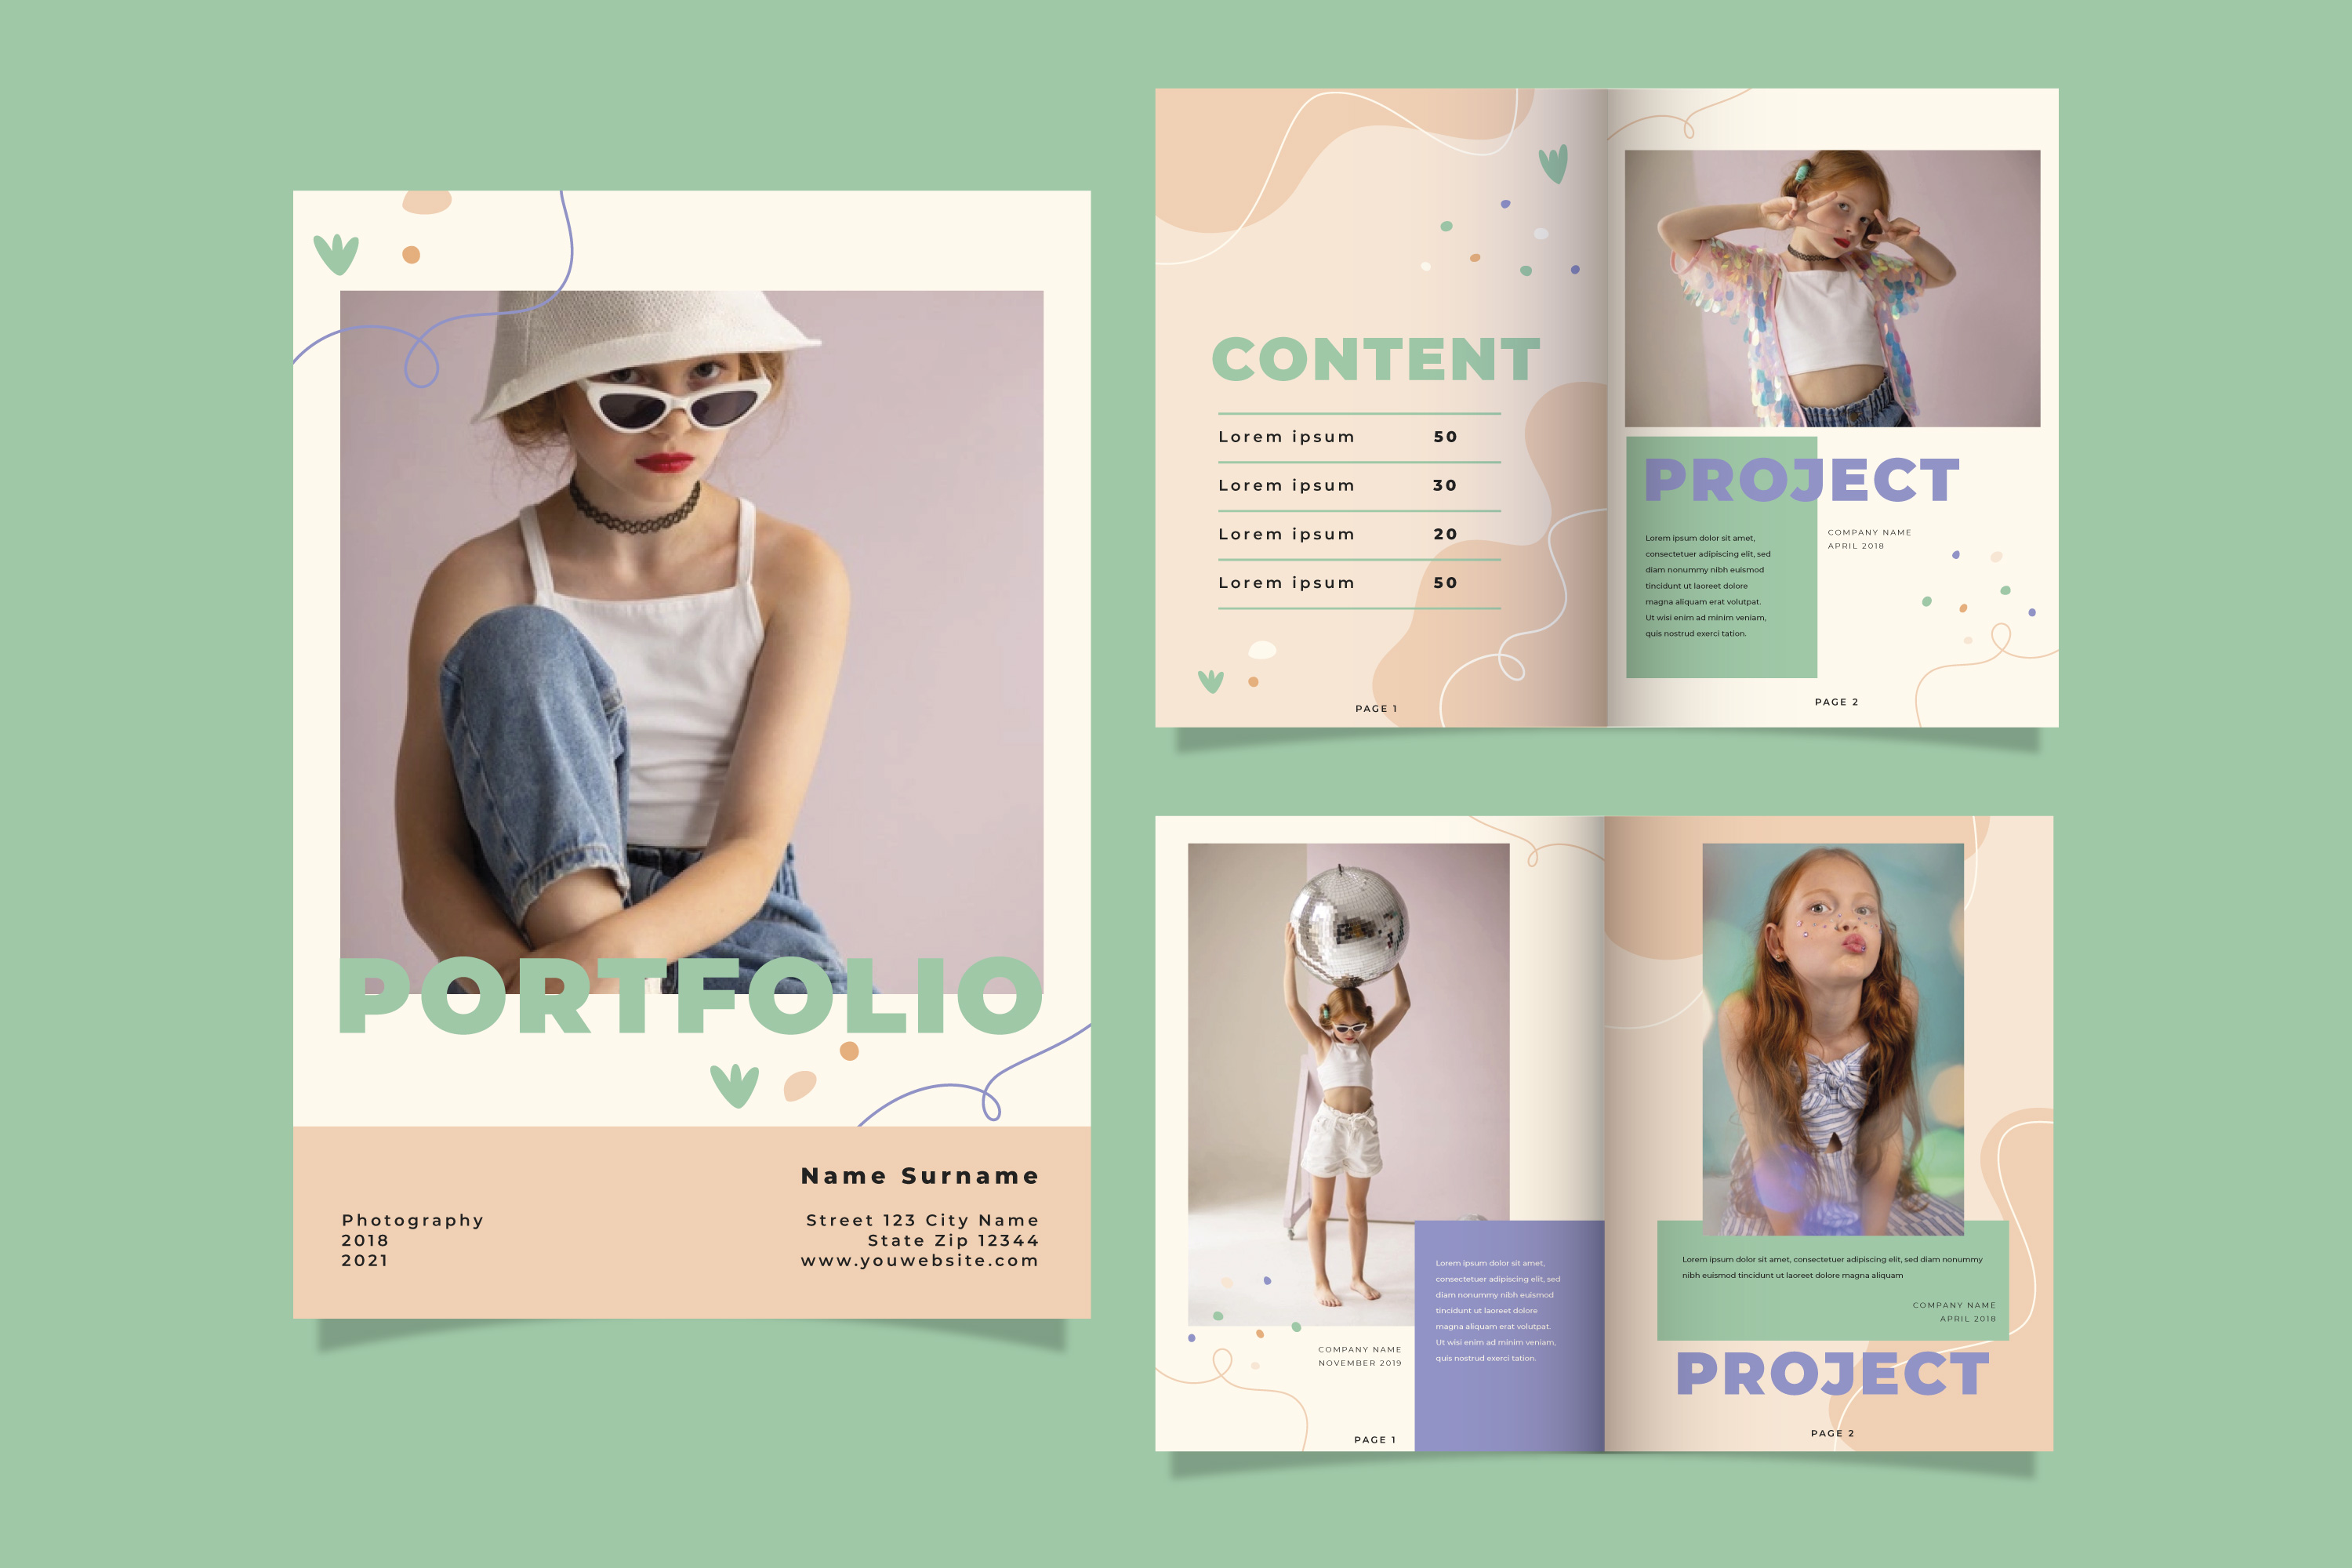 PORTFOLIO
Name Surname
Photography
2018
2021
Street 123 City Name
State Zip 12344
www.youwebsite.com
CONTENT
Lorem ipsum 50
Lorem ipsum 30
Lorem ipsum 20
Lorem ipsum 50
PAGE 1
PROJECT
Lorem ipsum dolor sit amet,
consectetuer adipiscing elit, sed
diam nonummy nibh euismod
tincidunt ut laoreet dolore
magna aliquam erat volutpat.
Ut wisi enim ad minim veniam,
quis nostrud exerci tation.
COMPANY NAME
APRIL 2018
PAGE 2
COMPANY NAME
NOVEMBER 2019
Lorem ipsum dolor sit amet,
consectetuer adipiscing elit, sed
diam nonummy nibh euismod
tincidunt ut laoreet dolore
magna aliquam erat volutpat.
Ut wisi enim ad minim veniam,
quis nostrud exerci tation.
PAGE 1
Lorem ipsum dolor sit amet, consectetuer adipiscing elit, sed diam nonummy
nibh euismod tincidunt ut laoreet dolore magna aliquam
COMPANY NAME
APRIL 2018
PROJECT
PAGE 2